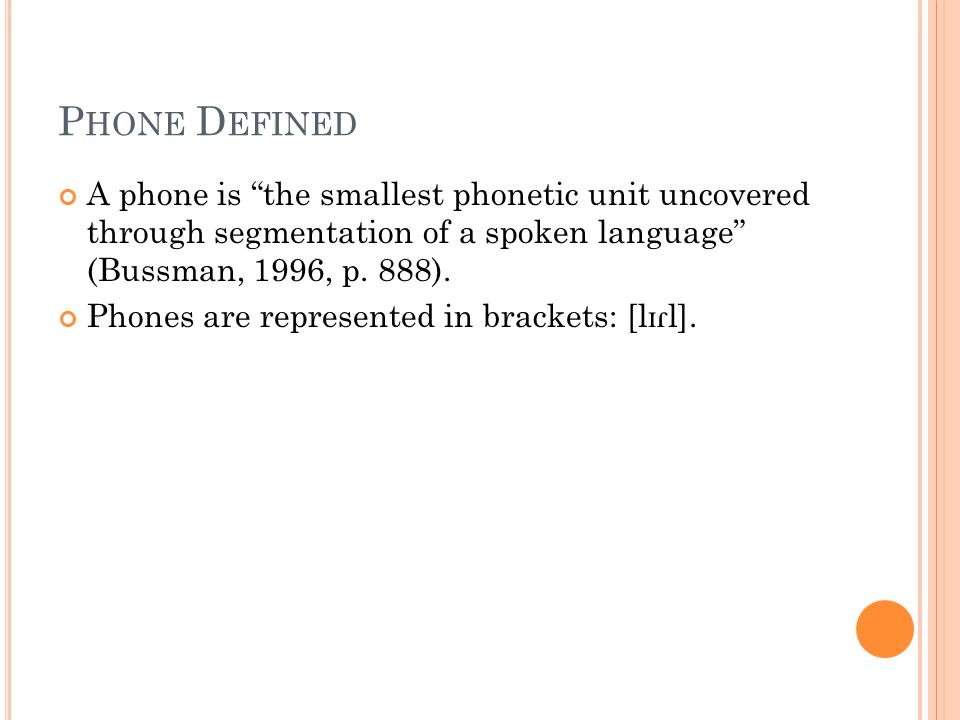 PHONE DEFINED
A phone is “the smallest phonetic unit uncovered
through segmentation of a spoken language”
(Bussman, 1996, p. 888).
Phones are represented in brackets: [lɪɾl].